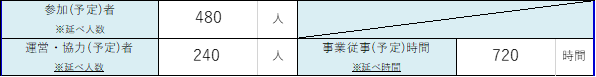 参加(予定)者
※延べ人数
480 人
運営・協力(予定)者
※延べ人数
240 人
事業従事(予定)時間
※延べ時間
720 時間